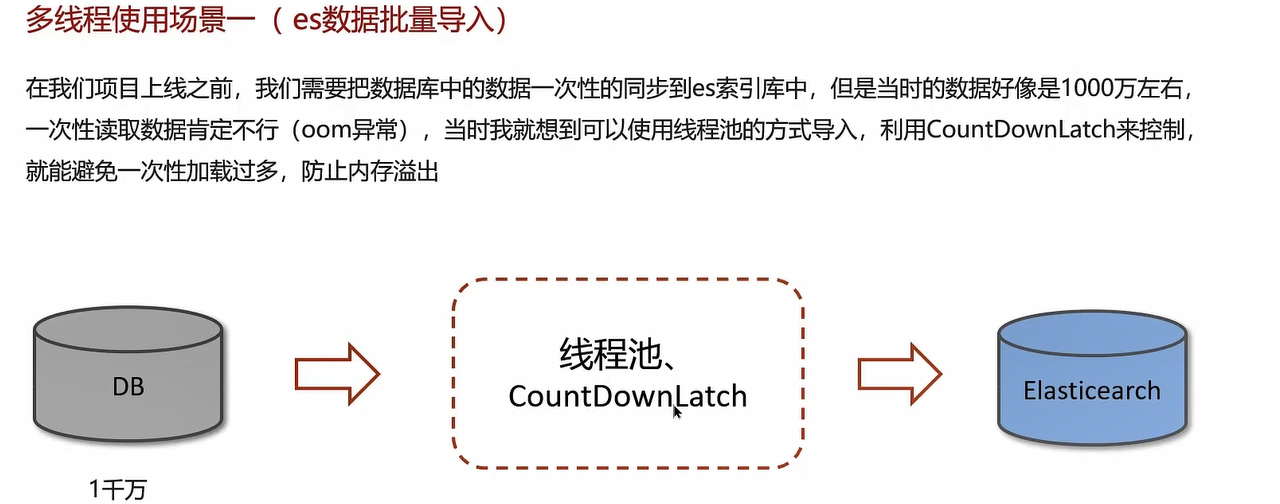 多线程使用场景一（es数据批量导入）
在我们项目上线之前，我们需要把数据库中的数据一次性的同步到es索引库中，但是当时的数据好像是1000万左右，
一次性读取数据肯定不行（oom异常），当时我就想到可以使用线程池的方式导入，利用CountDownLatch来控制，
就能避免一次性加载过多，防止内存溢出
DB
线程池、
CountDownLatch
Elasticearch
1千万